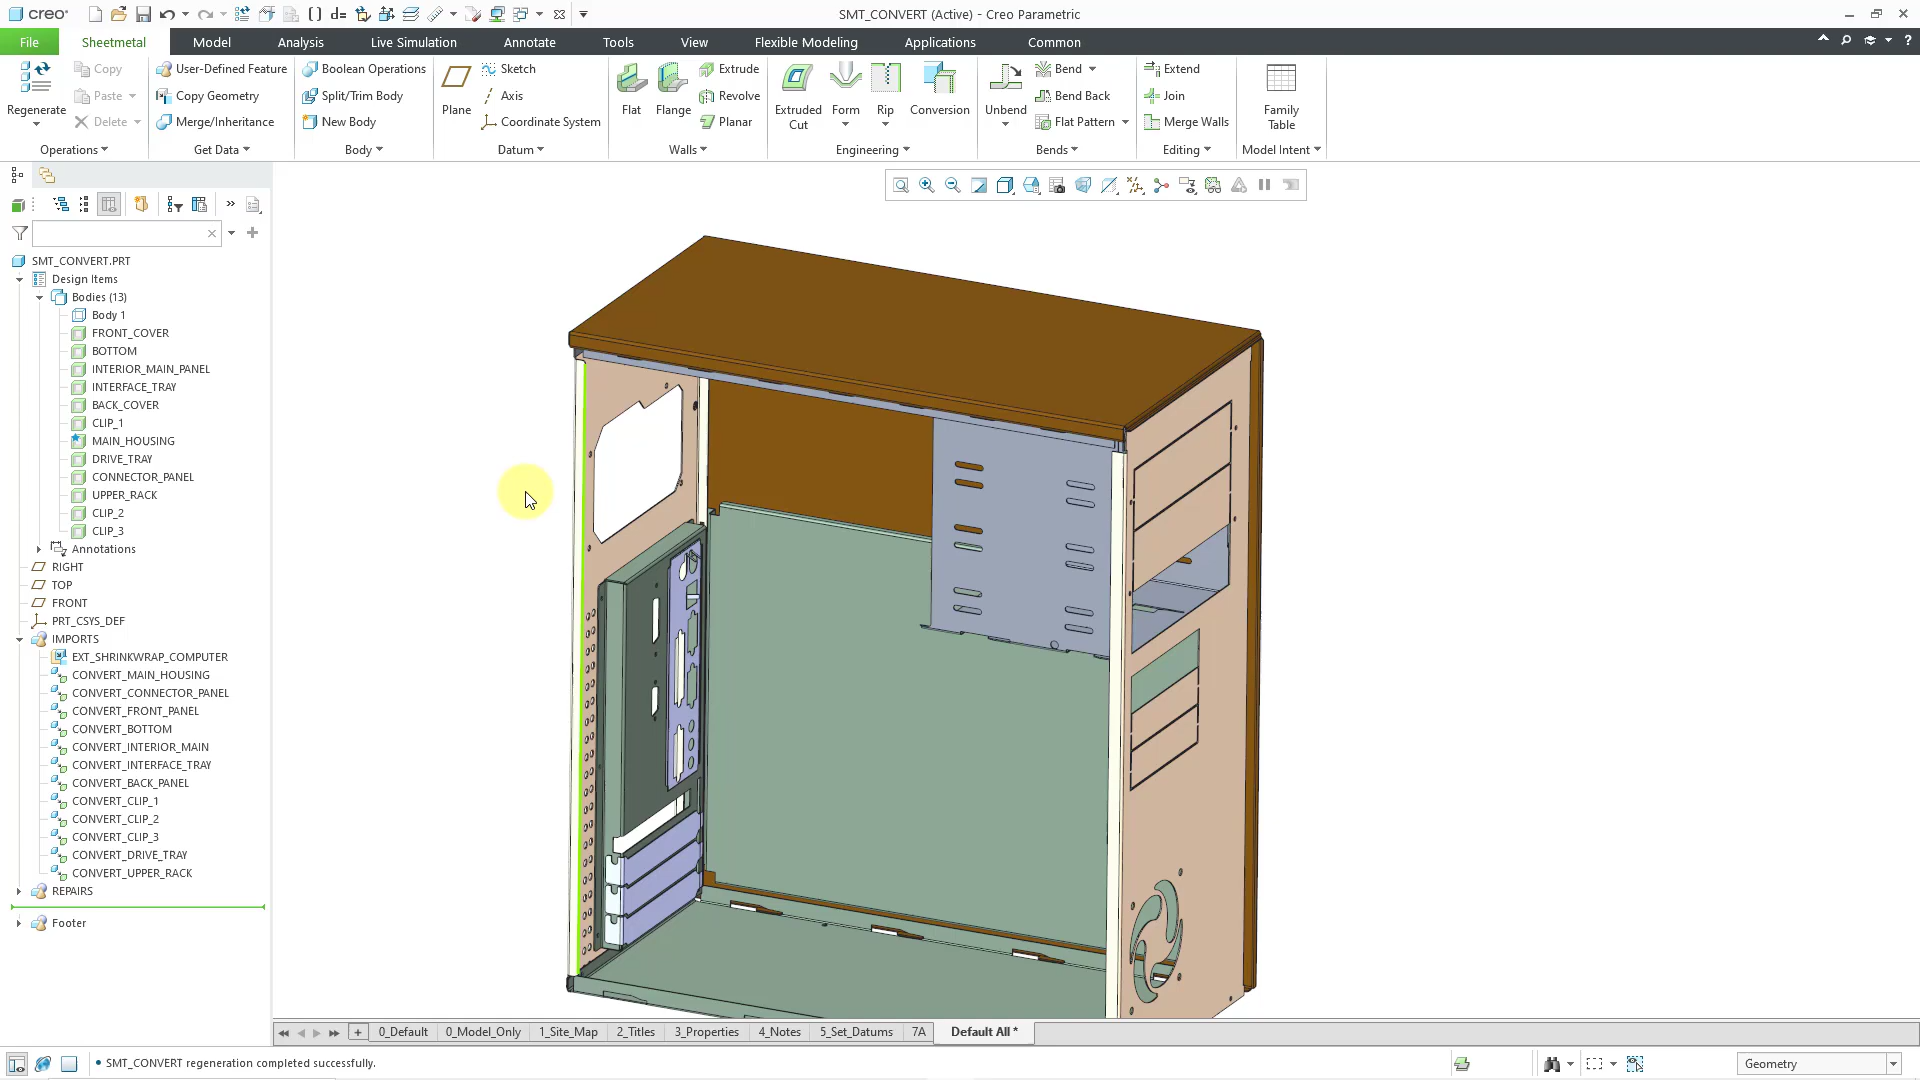 creo
SMT_CONVERT (Active) - Creo Parametric
File Sheetmetal Model Analysis Live Simulation Annotate Tools View Flexible Modeling Applications Common
Regenerate
Copy
Paste
Delete
Operations
User-Defined Feature
Copy Geometry
Merge/Inheritance
Get Data
Boolean Operations
Split/Trim Body
New Body
Body
Plane
Sketch
Axis
Coordinate System
Datum
Flat
Flange
Extrude
Revolve
Planar
Walls
Extruded
Cut
Form
Rip
Conversion
Engineering
Unbend
Bend
Bend Back
Flat Pattern
Bends
Extend
Join
Merge Walls
Editing
Family
Table
Model Intent
SMT_CONVERT.PRT
Design Items
Bodies (13)
Body 1
FRONT_COVER
BOTTOM
INTERIOR_MAIN_PANEL
INTERFACE_TRAY
BACK_COVER
CLIP_1
MAIN_HOUSING
DRIVE_TRAY
CONNECTOR_PANEL
UPPER_RACK
CLIP_2
CLIP_3
Annotations
RIGHT
TOP
FRONT
PRT_CSYS_DEF
IMPORTS
EXT_SHRINKWRAP_COMPUTER
CONVERT_MAIN_HOUSING
CONVERT_CONNECTOR_PANEL
CONVERT_FRONT_PANEL
CONVERT_BOTTOM
CONVERT_INTERIOR_MAIN
CONVERT_INTERFACE_TRAY
CONVERT_BACK_PANEL
CONVERT_CLIP_1
CONVERT_CLIP_2
CONVERT_CLIP_3
CONVERT_DRIVE_TRAY
CONVERT_UPPER_RACK
REPAIRS
Footer
0_Default 0_Model_Only 1_Site_Map 2_Titles 3_Properties 4_Notes 5_Set_Datums 7A Default All *
• SMT_CONVERT regeneration completed successfully.
Geometry